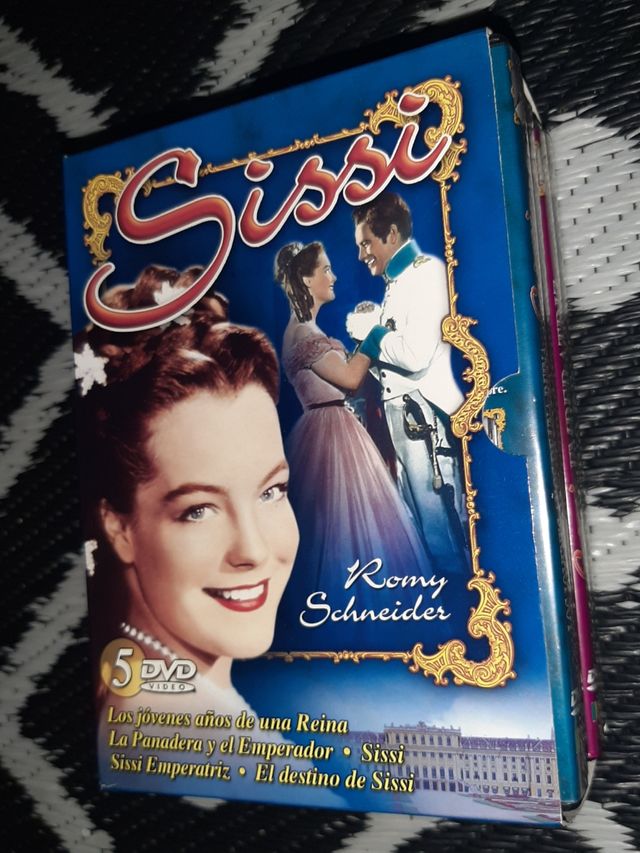 Sissi
re.
Romy
Schneider
5 DVD
VIDEO
Los jóvenes años de una Reina
La Panadera y el Emperador • Sissi
Sissi Emperatriz • El destino de Sissi